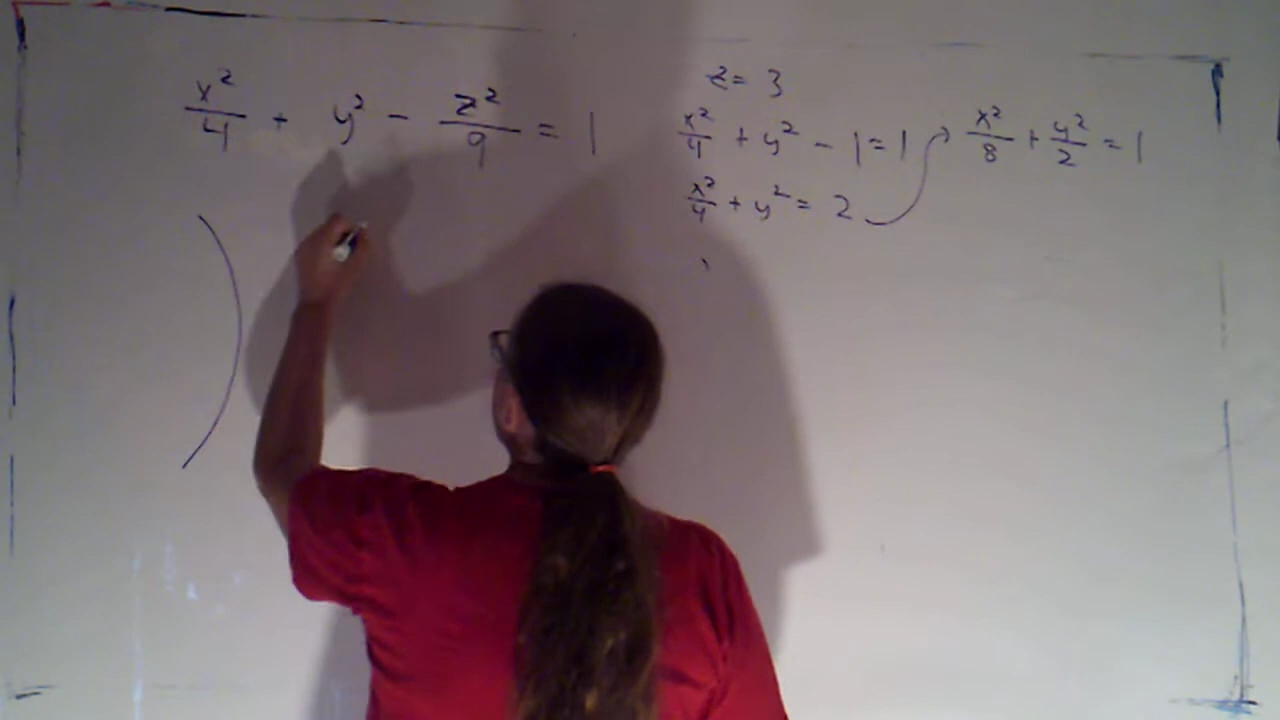 x²/4 + y² - z²/9 = 1
z = 3
x²/4 + y² - 1 = 1
x²/4 + y² = 2
x²/8 + y²/2 = 1